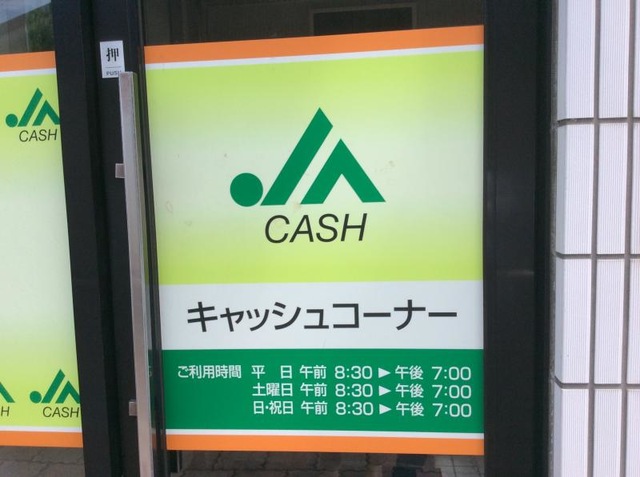 押
PUSH
CASH
JA
CASH
キャッシュコーナー
ご利用時間 平 日 午前 8:30▶午後 7:00
土曜日 午前 8:30▶午後 7:00
日・祝日 午前 8:30▶午後 7:00
CASH